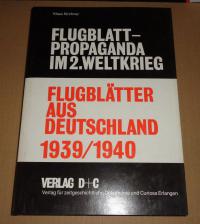 Klaus Kirchner
FLUGBLATT-
PROPAGANDA
IM 2. WELTKRIEG
FLUGBLÄTTER
AUS
DEUTSCHLAND
1939/1940
VERLAG D+C
Verlag für zeitgeschichtliche Dokumente und Curiosa Erlangen